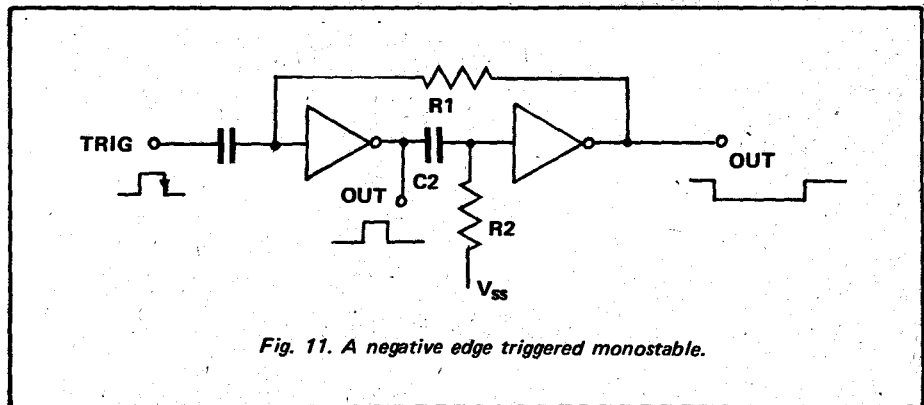 R1
TRIG
OUT
C2
OUT
R2
Vss
Fig. 11. A negative edge triggered monostable.